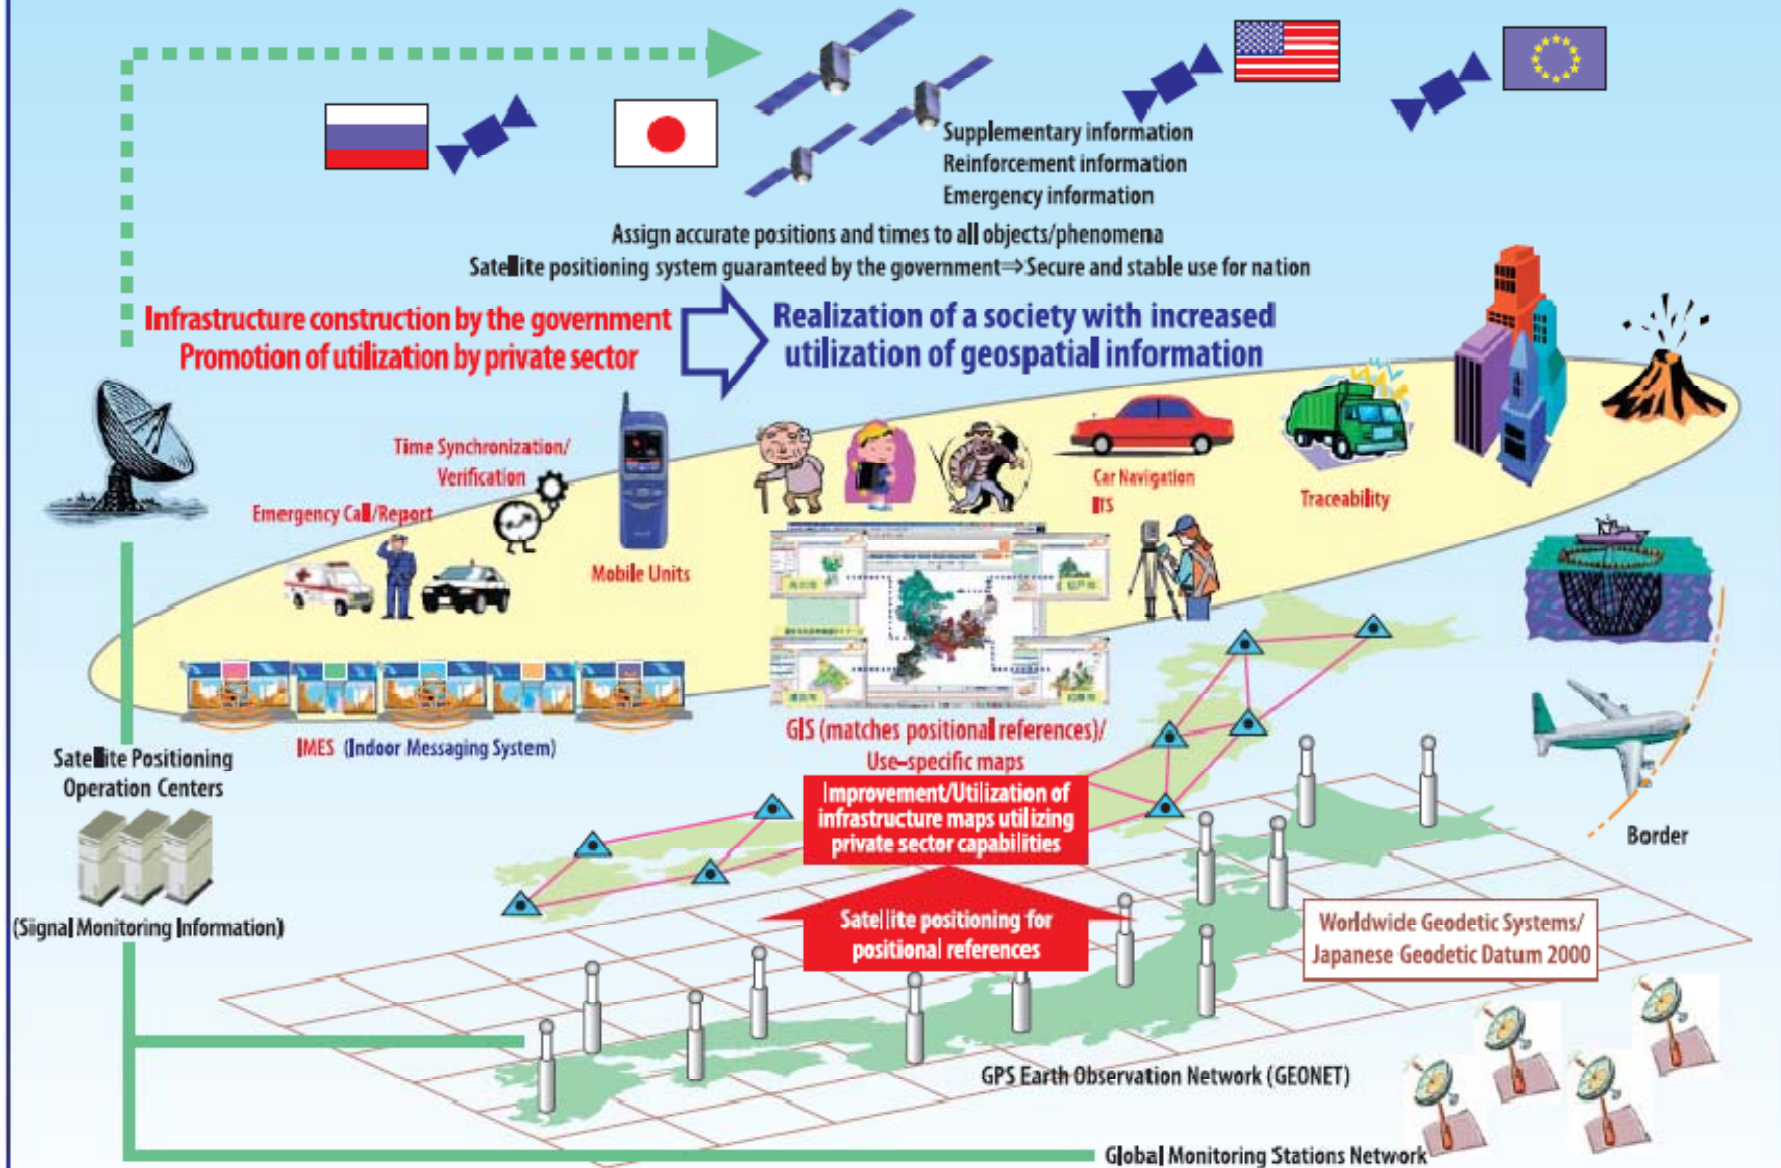 Supplementary information
Reinforcement information
Emergency information
Assign accurate positions and times to all objects/phenomena
Satellite positioning system guaranteed by the government⇒Secure and stable use for nation
Infrastructure construction by the government
Promotion of utilization by private sector
Realization of a society with increased
utilization of geospatial information
Time Synchronization/
Verification
Emergency Call/Report
Mobile Units
Car Navigation
ITS
Traceability
IMES (Indoor Messaging System)
GIS (matches positional references)/
Use-specific maps
Satellite Positioning
Operation Centers
(Signal Monitoring Information)
Improvement/Utilization of
infrastructure maps utilizing
private sector capabilities
Border
Satellite positioning for
positional references
Worldwide Geodetic Systems/
Japanese Geodetic Datum 2000
GPS Earth Observation Network (GEONET)
Global Monitoring Stations Network